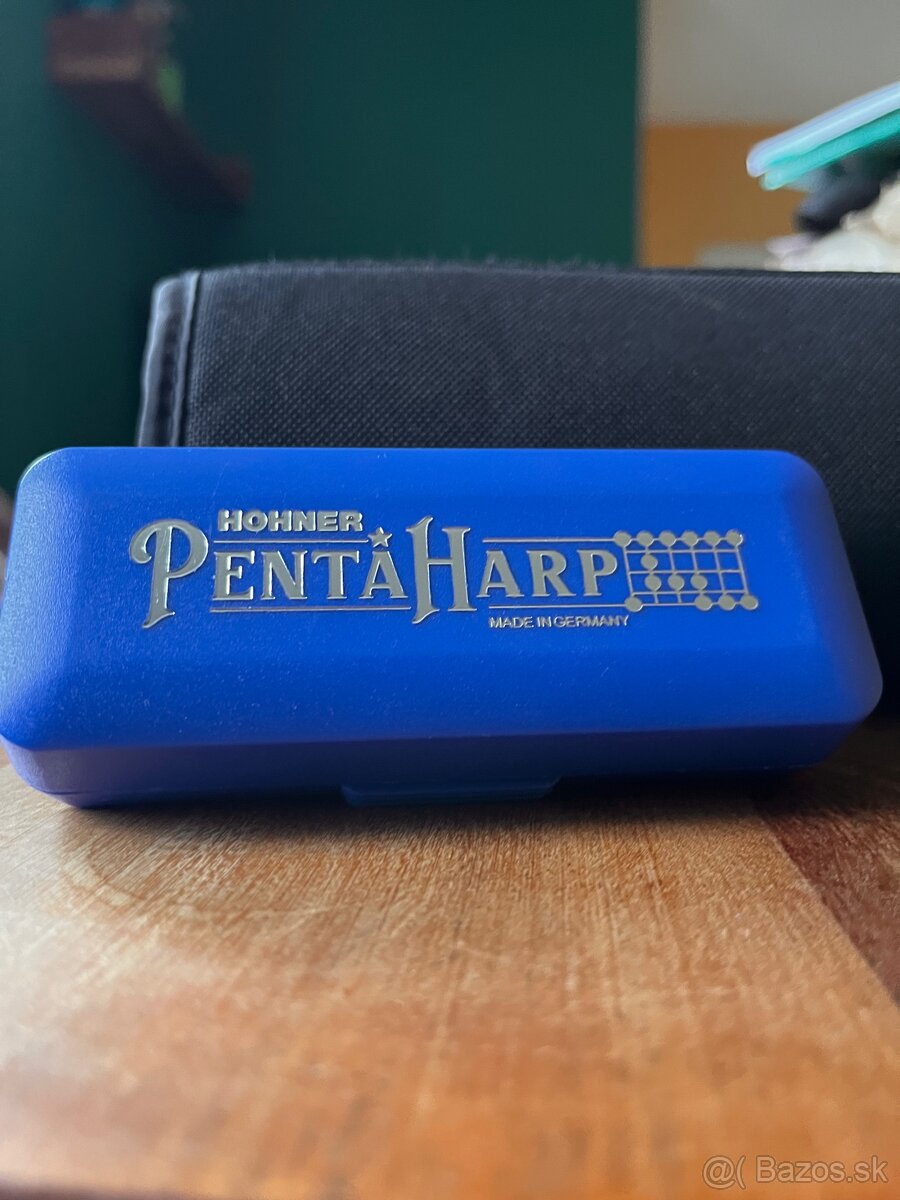 HOHNER
PENTAHARP
MADE IN GERMANY
@( Bazos.sk